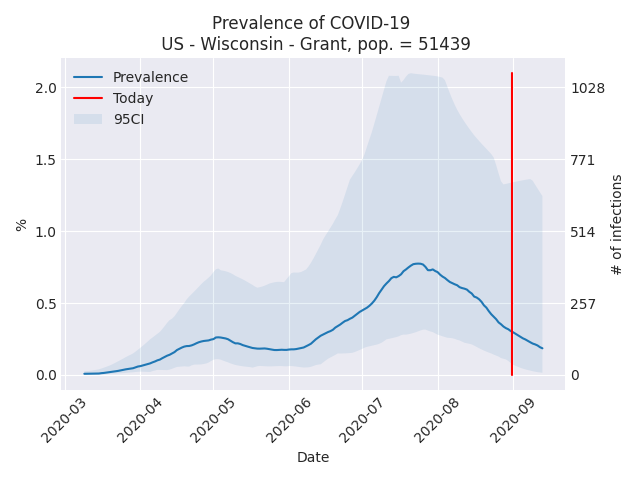 Prevalence of COVID-19
US - Wisconsin - Grant, pop. = 51439
Prevalence
Today
95CI
2.0
1.5
1.0
0.5
0.0
%
1028
771
514
257
0
# of infections
2020-03
2020-04
2020-05
2020-06
2020-07
2020-08
2020-09
Date